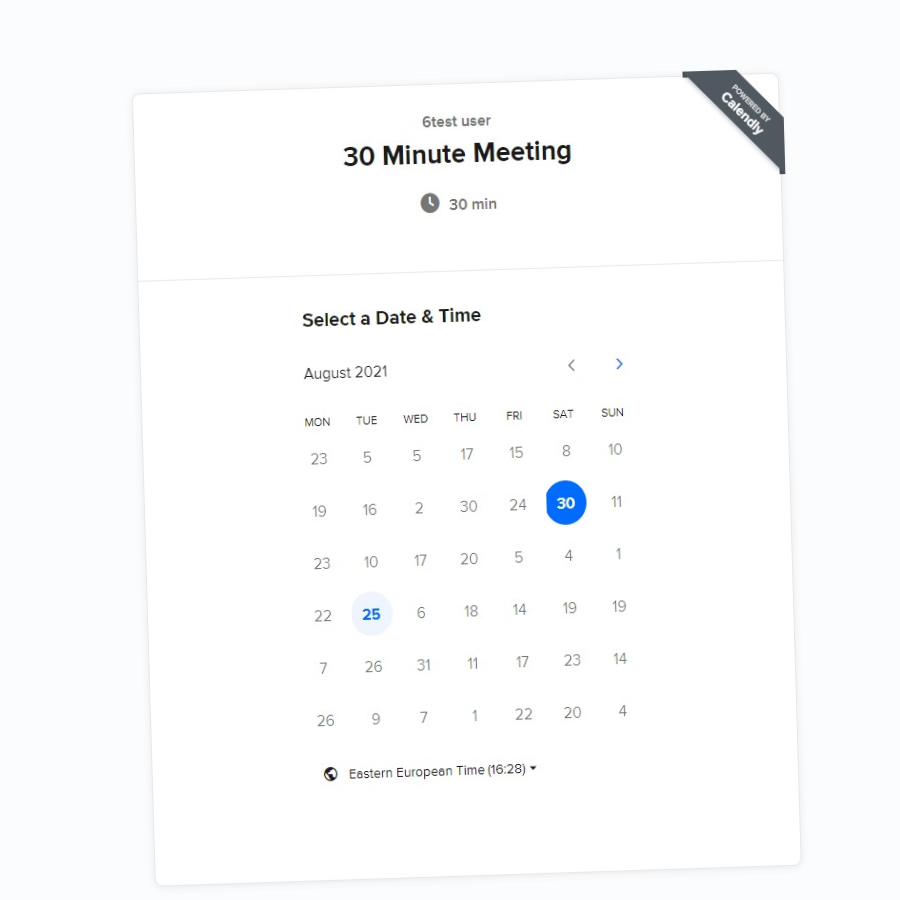 POWERED BY
Calendly
6test user
30 Minute Meeting
30 min
Select a Date & Time
August 2021
MON TUE WED THU FRI SAT SUN
23 5 5 17 15 8 10
19 16 2 30 24 30 11
23 10 17 20 5 4 1
22 25 6 18 14 19 19
7 26 31 11 17 23 14
26 9 7 1 22 20 4
Eastern European Time (16:28)